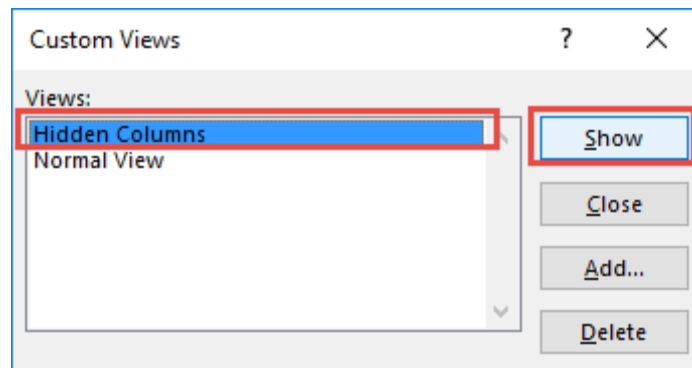 Custom Views ?
Views:
Hidden Columns
Normal View
Show
Close
Add...
Delete